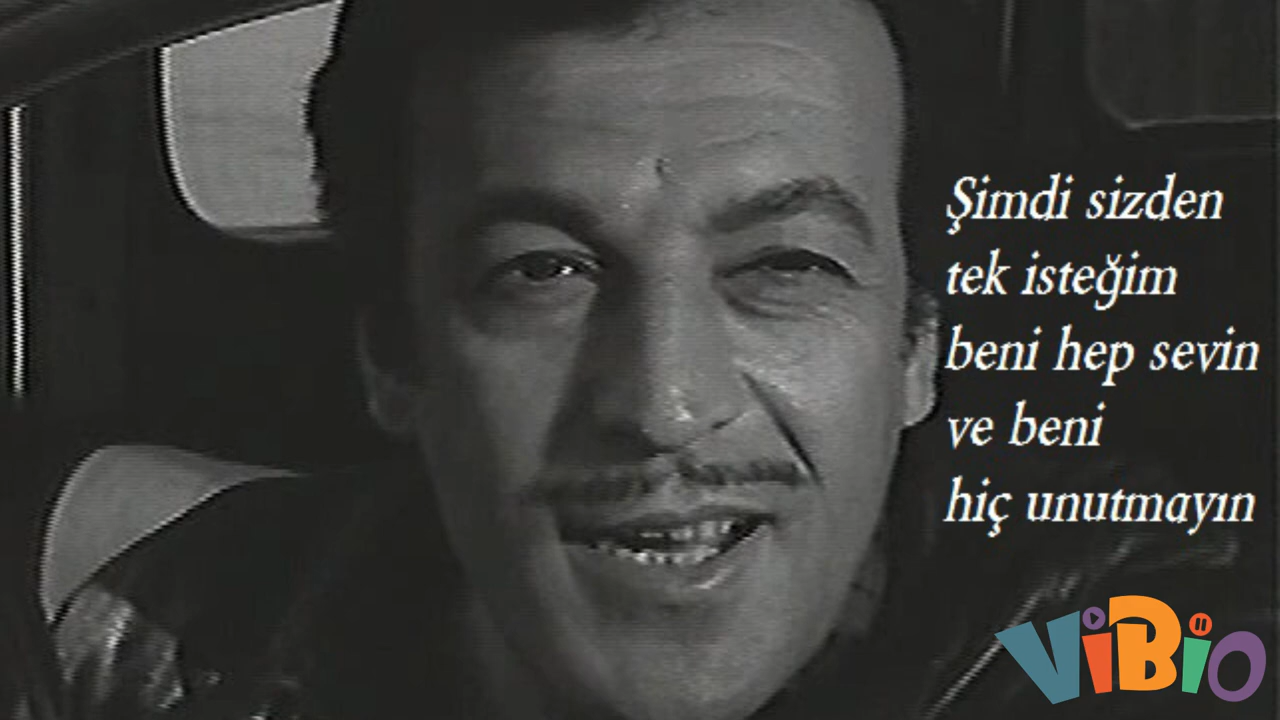 Şimdi sizden
tek isteğim
beni hep sevin
ve beni
hiç unutmayın
ViBiO